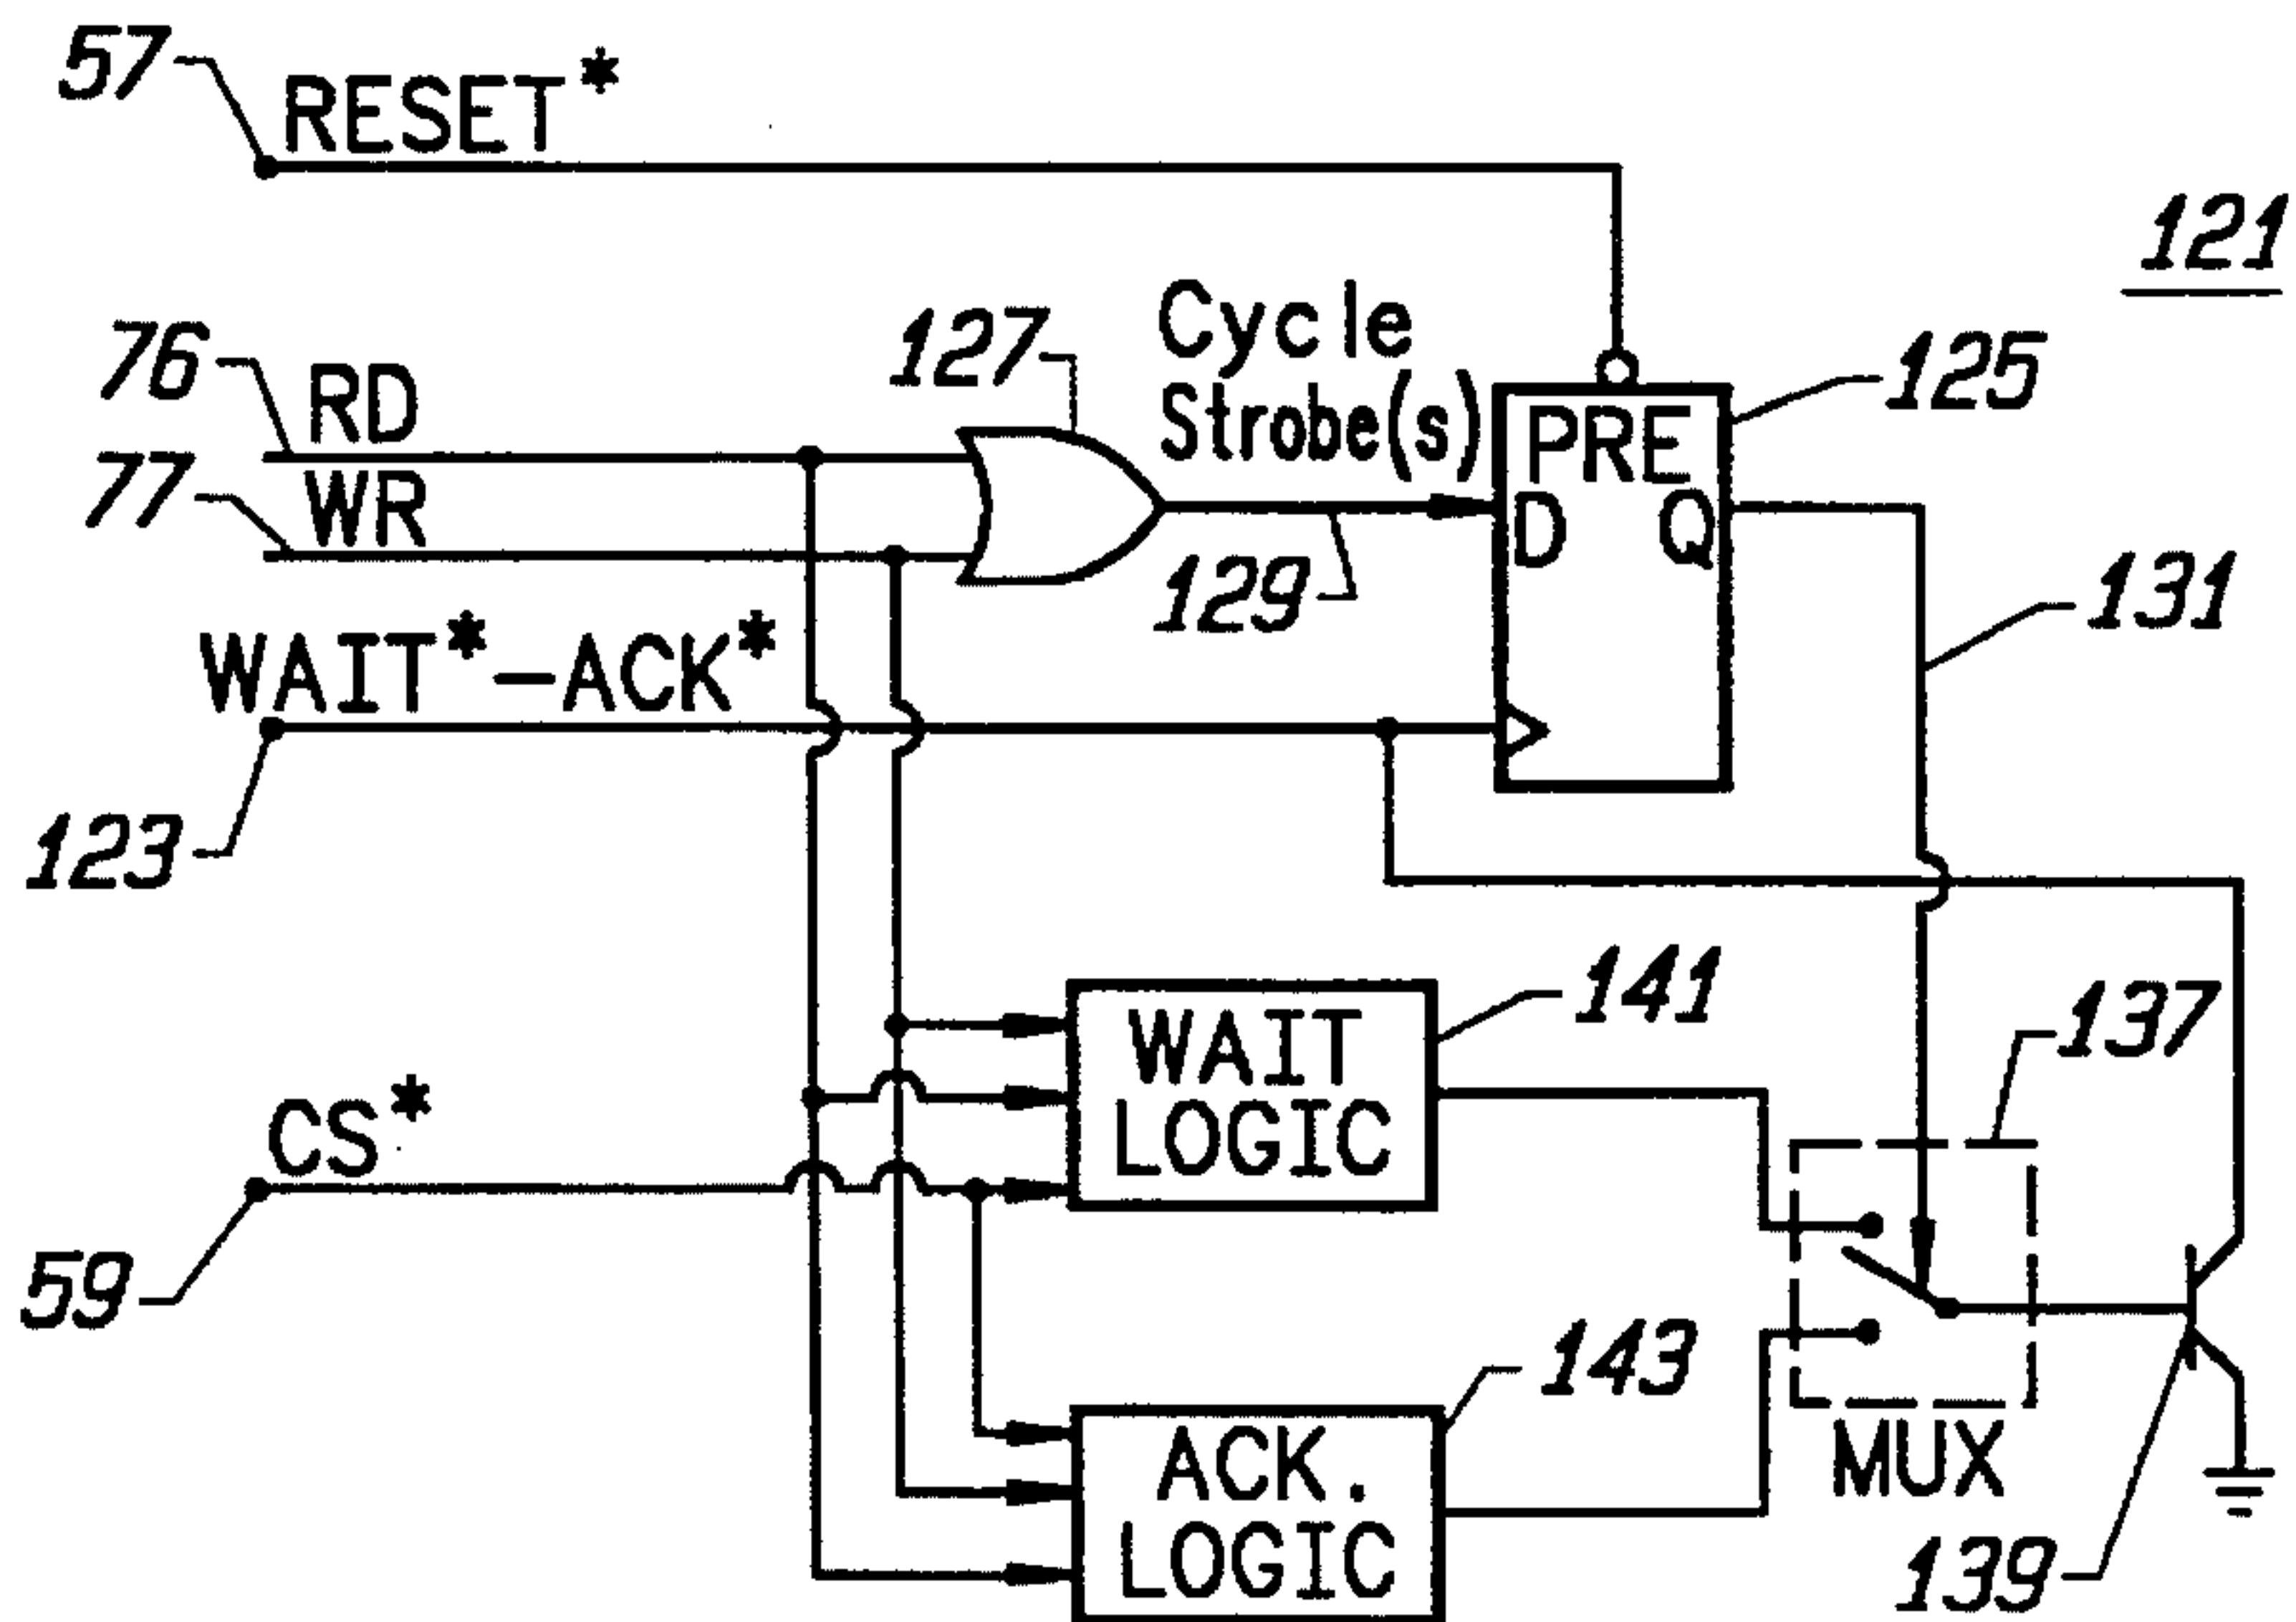 57
RESET*
121
76
RD
127
Cycle
Strobe(s)
125
PRE
77
WR
D
Q
129
131
WAIT*-ACK*
123
141
WAIT
LOGIC
137
CS*
59
143
ACK.
LOGIC
MUX
139